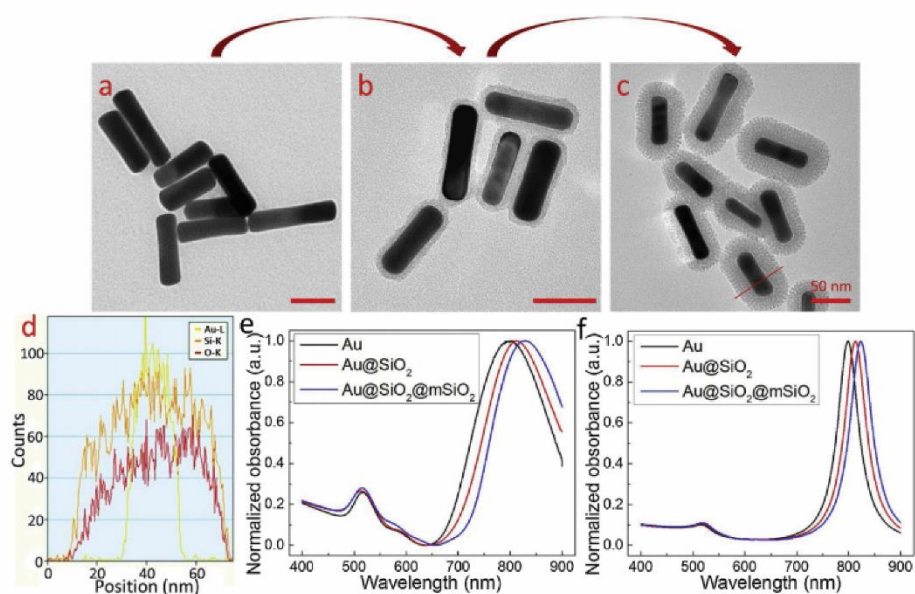 a
b
c
50 nm
d
Au-L
Si-K
O-K
Counts
100
80
60
40
20
0
0 20 40 60
Position (nm)
e
Au
Au@SiO₂
Au@SiO₂@mSiO₂
Normalized absorbance (a.u.)
1.0
0.8
0.6
0.4
0.2
0.0
400 500 600 700 800 900
Wavelength (nm)
f
Au
Au@SiO₂
Au@SiO₂@mSiO₂
Normalized absorbance (a.u.)
1.0
0.8
0.6
0.4
0.2
0.0
400 500 600 700 800 900
Wavelength (nm)